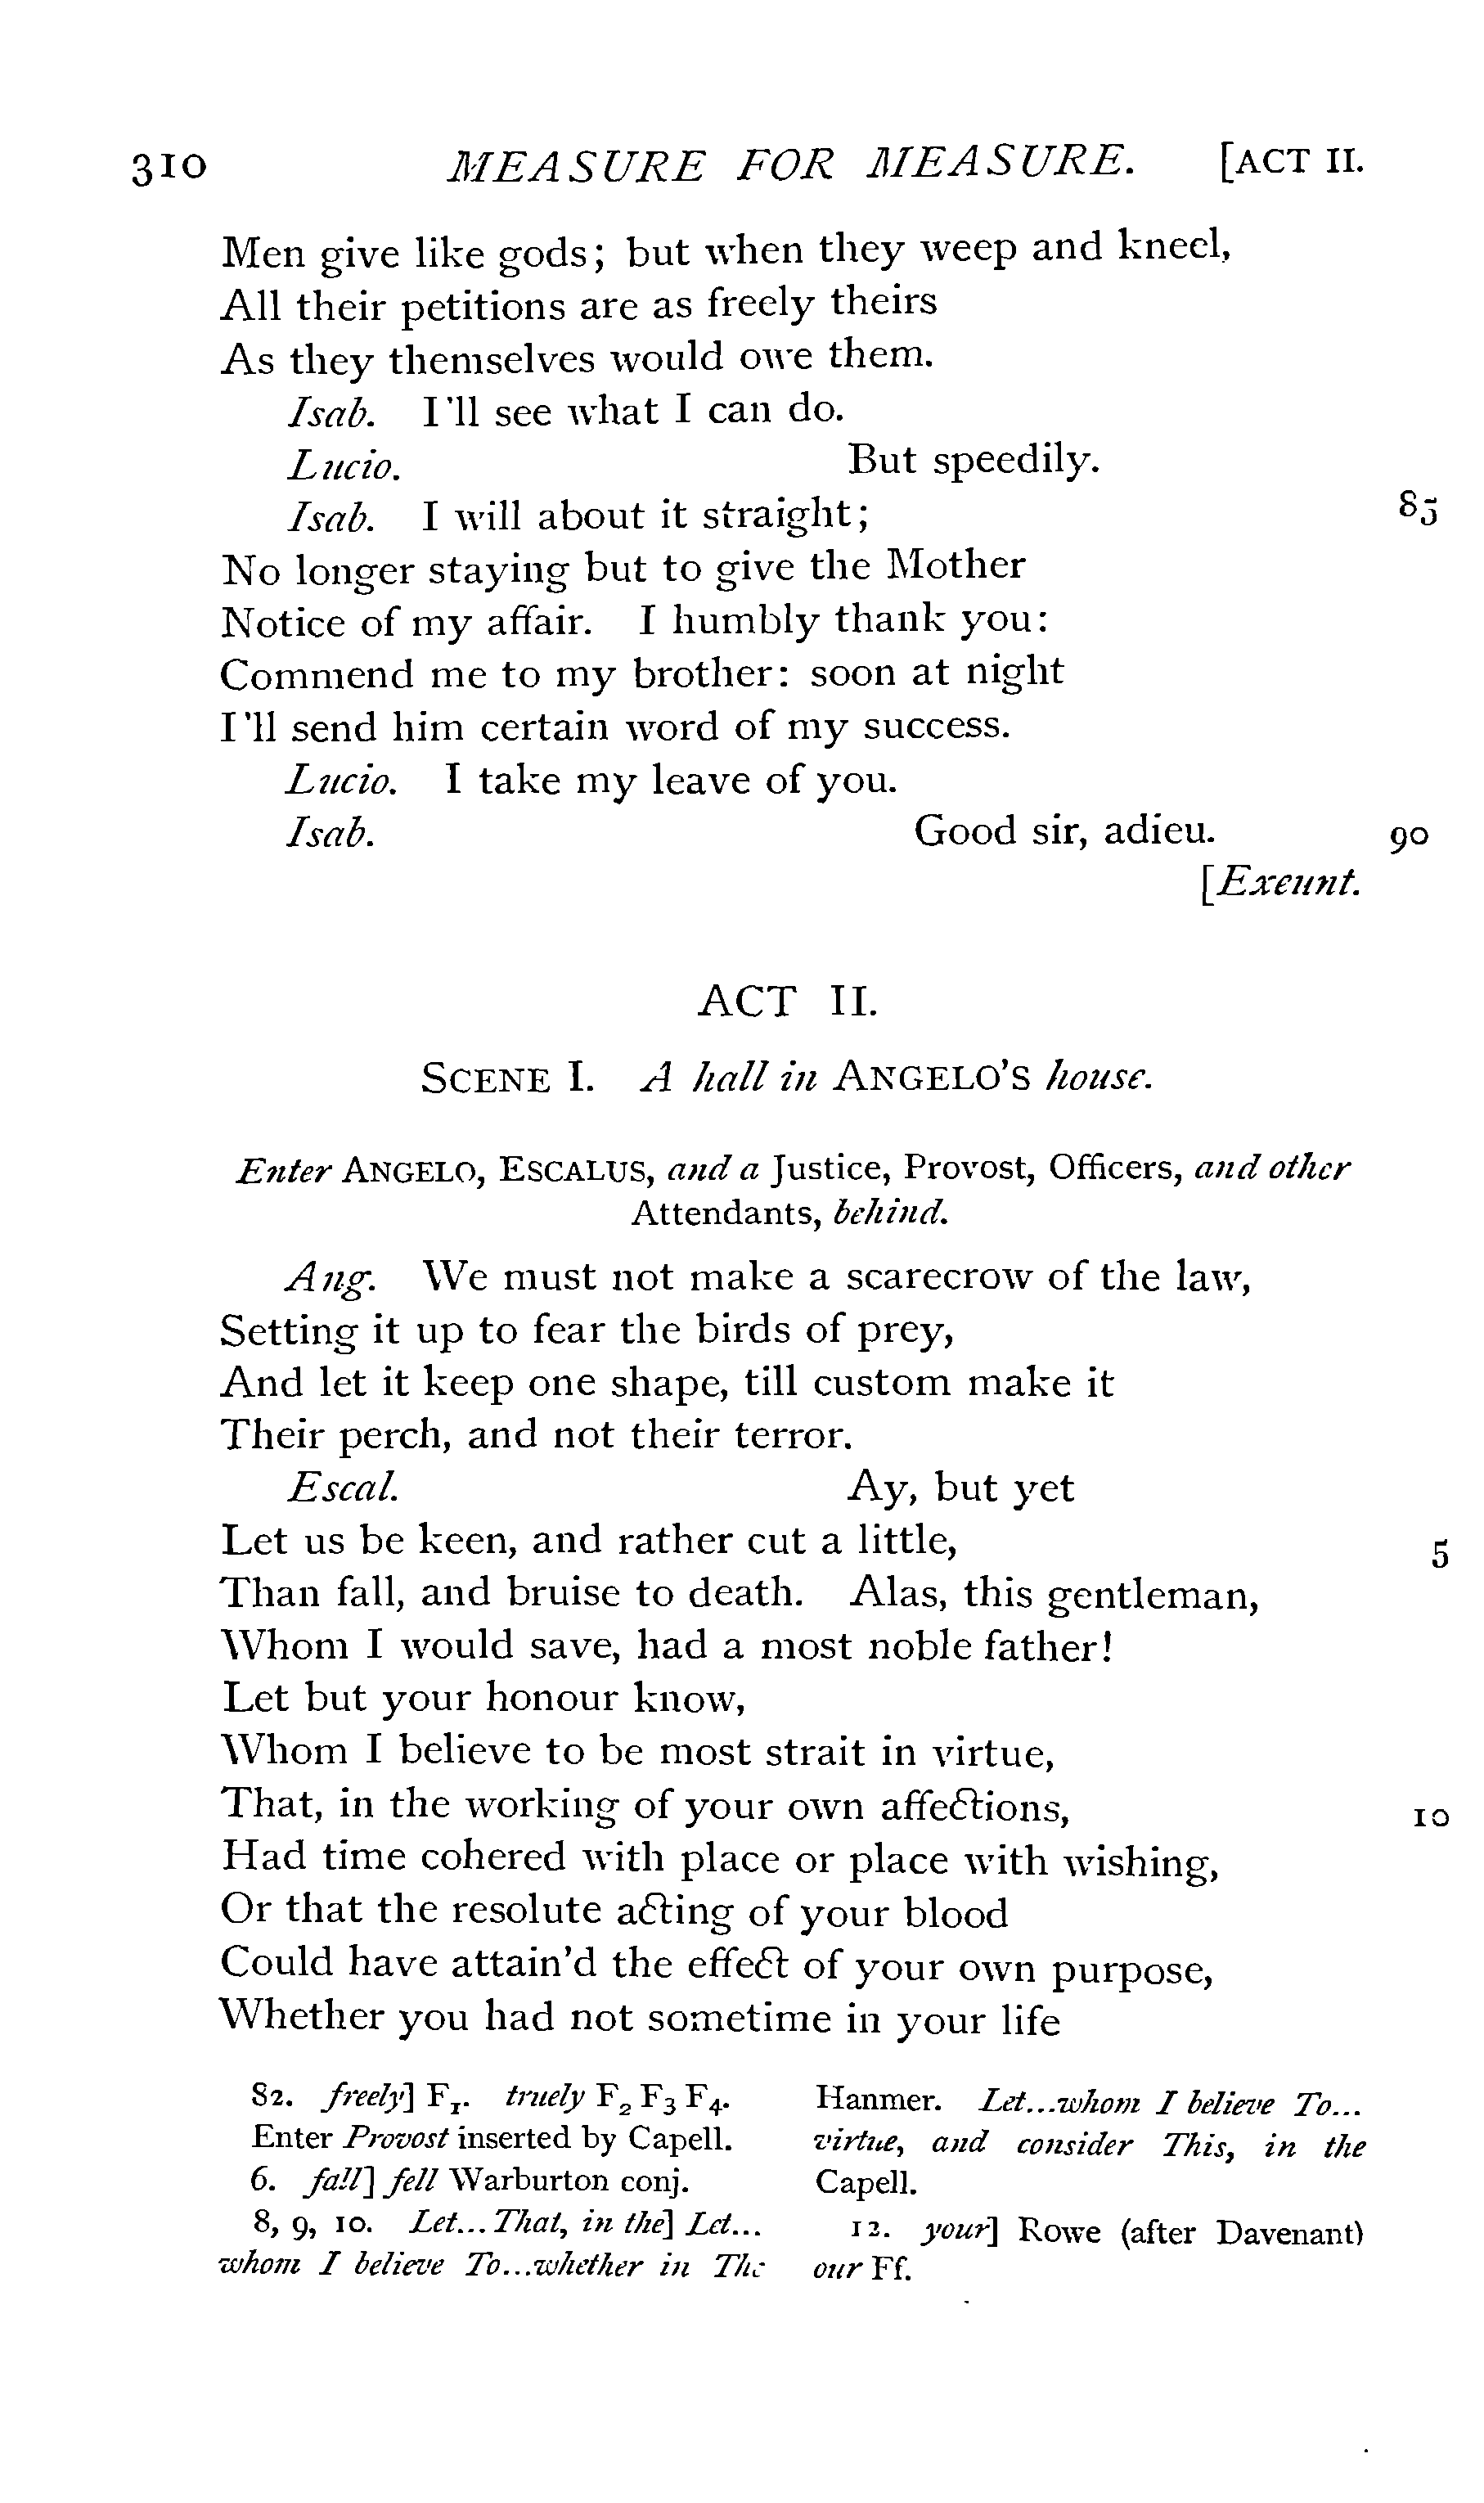 310 MEASURE FOR MEASURE. [ACT II.
Men give like gods; but when they weep and kneel,
All their petitions are as freely theirs
As they themselves would owe them.
Isab. I'll see what I can do.
Lucio. But speedily.
Isab. I will about it straight; 85
No longer staying but to give the Mother
Notice of my affair. I humbly thank you:
Commend me to my brother: soon at night
I'll send him certain word of my success.
Lucio. I take my leave of you.
Isab. Good sir, adieu. 90
[Exeunt.
ACT II.
SCENE I. A hall in ANGELO'S house.
Enter ANGELO, ESCALUS, and a Justice, Provost, Officers, and other
Attendants, behind.
Ang. We must not make a scarecrow of the law,
Setting it up to fear the birds of prey,
And let it keep one shape, till custom make it
Their perch, and not their terror.
Escal. Ay, but yet
Let us be keen, and rather cut a little, 5
Than fall, and bruise to death. Alas, this gentleman,
Whom I would save, had a most noble father!
Let but your honour know,
Whom I believe to be most strait in virtue,
That, in the working of your own affections, 10
Had time cohered with place or place with wishing,
Or that the resolute acting of your blood
Could have attain'd the effect of your own purpose,
Whether you had not sometime in your life
82. freely] F₁. truely F₂ F₃ F₄.
Enter Provost inserted by Capell.
6. fall] fell Warburton conj.
8, 9, 10. Let... That, in the] Let...
whom I believe To...whether in The
Hanmer. Let...whom I believe To...
virtue, and consider This, in the
Capell.
12. your] Rowe (after Davenant)
our Ff.